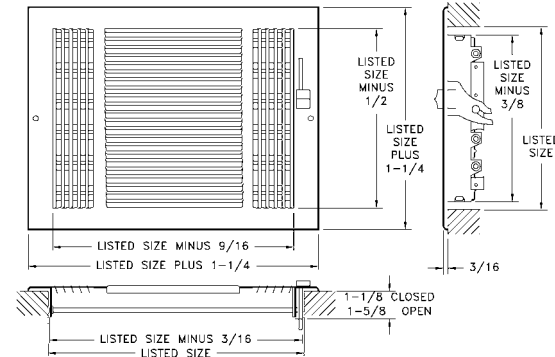 LISTED
SIZE
MINUS
1/2
LISTED
SIZE
PLUS
1-1/4
LISTED
SIZE
MINUS
3/8
LISTED
SIZE
LISTED SIZE MINUS 9/16
LISTED SIZE PLUS 1-1/4
3/16
1-1/8 CLOSED
1-5/8 OPEN
LISTED SIZE MINUS 3/16
LISTED SIZE